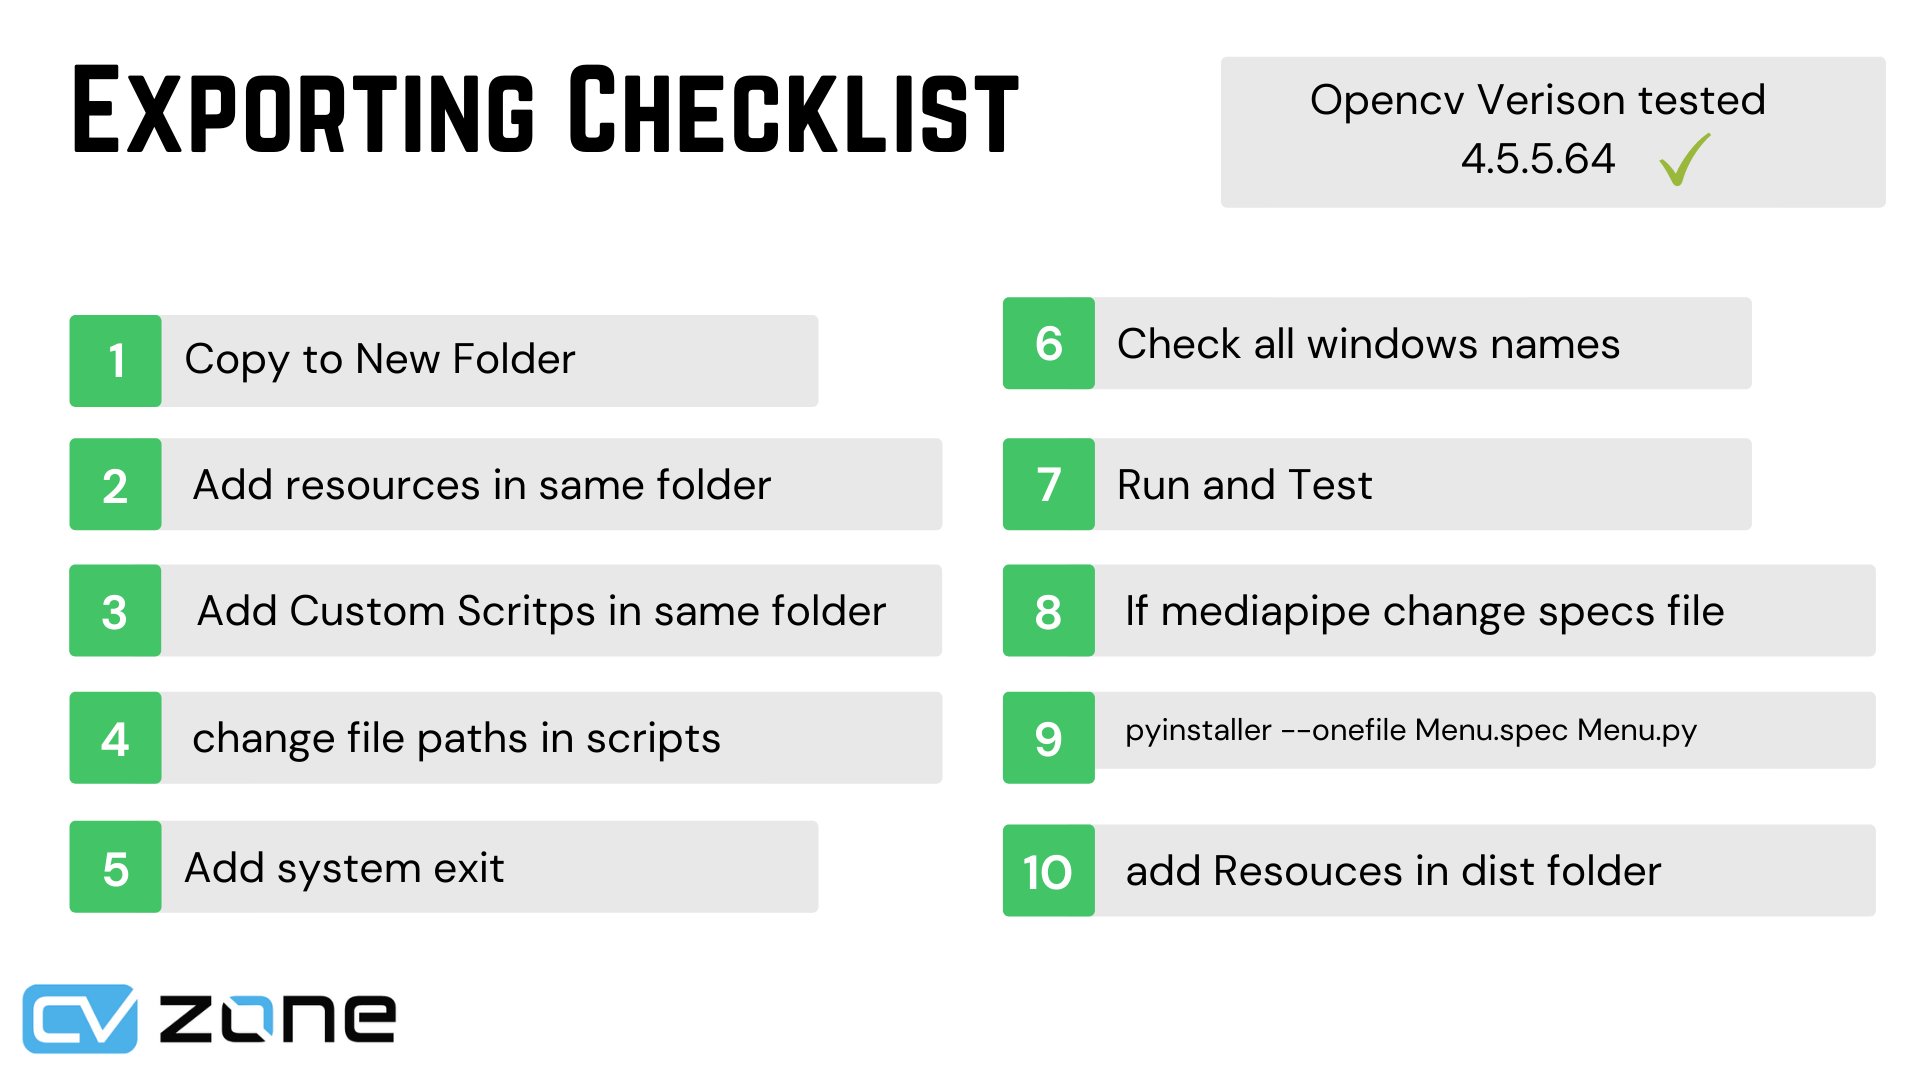 Exporting Checklist
Opencv Verison tested
4.5.5.64
1 Copy to New Folder
2 Add resources in same folder
3 Add Custom Scritps in same folder
4 change file paths in scripts
5 Add system exit
6 Check all windows names
7 Run and Test
8 If mediapipe change specs file
9 pyinstaller --onefile Menu.spec Menu.py
10 add Resouces in dist folder
CV zone